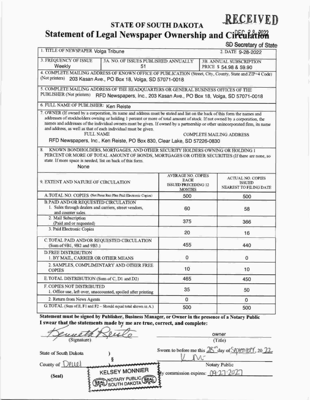 RECEIVED
STATE OF SOUTH DAKOTA
Statement of Legal Newspaper Ownership and Circulation
SD Secretary of State
1. TITLE OF NEWSPAPER Volga Tribune
2. DATE 9-28-2022
3. FREQUENCY OF ISSUE
Weekly
3A. NO. OF ISSUES PUBLISHED ANNUALLY
51
3B. ANNUAL SUBSCRIPTION
PRICE $ 54.98 & 59.90
4. COMPLETE MAILING ADDRESS OF KNOWN OFFICE OF PUBLICATION (Street, City, County, State and ZIP+4 Code)
(Not printers) 203 Kasan Ave., PO Box 18, Volga, SD 57071-0018
5. COMPLETE MAILING ADDRESS OF THE HEADQUARTERS OR GENERAL BUSINESS OFFICES OF THE
PUBLISHER (Not printers) RFD Newspapers, Inc., 203 Kasan Ave., PO Box 18, Volga, SD 57071-0018
6. FULL NAME OF PUBLISHER: Ken Reiste
7. OWNER (If owned by a corporation, its name and address must be stated and list on the back of this form the names and
addresses of stockholders owning or holding 1 percent or more of total amount of stock. If not owned by a corporation, the
names and addresses of the individual owners must be given. If owned by a partnership or other unincorporated firm, its name
and address, as well as that of each individual must be given.
FULL NAME
COMPLETE MAILING ADDRESS
RFD Newspapers, Inc., Ken Reiste, PO Box 830, Clear Lake, SD 57226-0830
8. KNOWN BONDHOLDERS, MORTGAGES, AND OTHER SECURITY HOLDERS OWNING OR HOLDING 1
PERCENT OR MORE OF TOTAL AMOUNT OF BONDS, MORTGAGES OR OTHER SECURITIES (If there are none, so
state. If more space is needed, list on back of this form.
None
9. EXTENT AND NATURE OF CIRCULATION
AVERAGE NO. COPIES
EACH
ISSUED PRECEDING 12
MONTHS
ACTUAL NO. COPIES
ISSUED
NEAREST TO FILING DATE
A. TOTAL NO. COPIES
500
500
B. PAID AND/OR REQUESTED CIRCULATION
1. Sales through dealers and carriers, street vendors,
and counter sales.
60
58
2. Mail Subscription
(Paid and or requested)
375
366
3. Paid Electronic Copies
20
16
C. TOTAL PAID AND/OR REQUESTED CIRCULATION
(Sum of 9B1, 9B2 and 9B3.)
455
440
D. FREE DISTRIBUTION
1. BY MAIL, CARRIER OR OTHER MEANS
0
0
2. SAMPLES, COMPLIMENTARY AND OTHER FREE
COPIES
10
10
E. TOTAL DISTRIBUTION (Sum of C, D1 and D2)
465
450
F. COPIES NOT DISTRIBUTED
1. Office use, left over, unaccounted, spoiled after printing
35
50
2. Return from News Agents
0
0
G. TOTAL (Sum of E, F1 and F2 – Should equal total shown in A.)
500
500
Statement must be signed by Publisher, Business Manager, or Owner in the presence of a Notary Public
I swear that the statements made by me are true, correct, and complete:
Kenneth Reiste
owner
(Signature)
(Title)
State of South Dakota )
§
County of Deuel )
Sworn to before me this 28 day of September, 20 22
Notary Public
(Seal)
KELSEY MONNIER
NOTARY PUBLIC
SOUTH DAKOTA
SEAL
SEAL
My commission expires: 09-27-2027